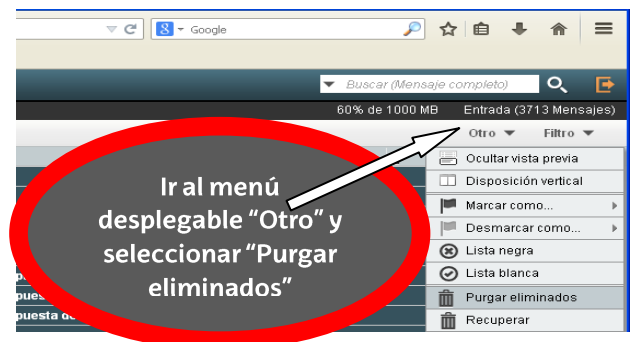 Google
Buscar (Mensaje completo)
60% de 1000 MB Entrada (3713 Mensajes)
Otro Filtro
Ocultar vista previa
Disposición vertical
Marcar como...
Desmarcar como...
Lista negra
Lista blanca
Purgar eliminados
Recuperar
Ir al menú
desplegable “Otro” y
seleccionar “Purgar
eliminados”